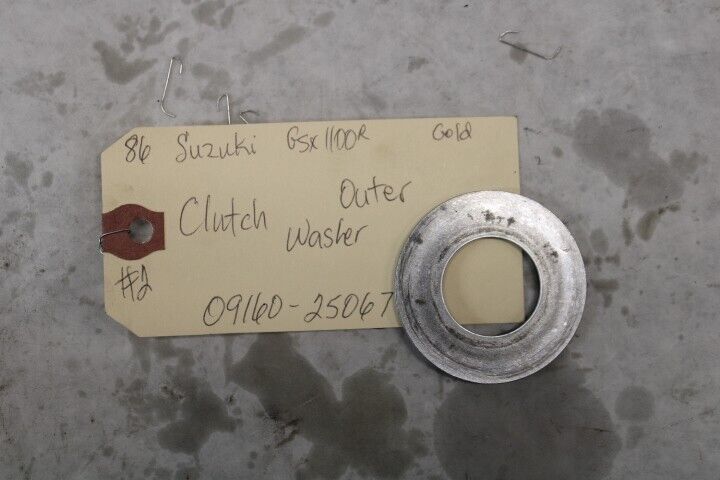 86 Suzuki GSX1100R Gold
Clutch Outer
Washer
#2
09160-25067